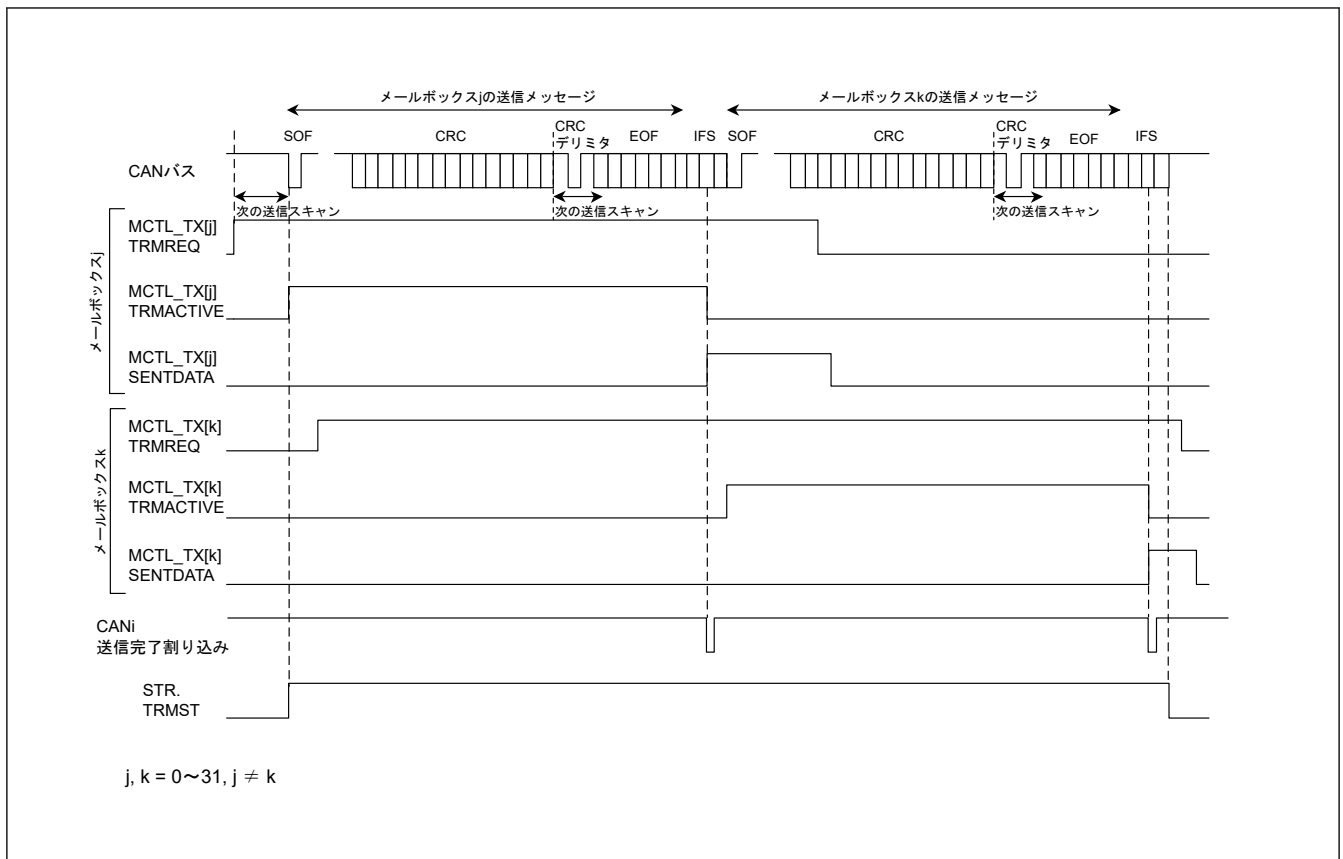 メールボックスjの送信メッセージ
メールボックスkの送信メッセージ
SOF
CRC
CRC
デリミタ
EOF
IFS
SOF
CRC
CRC
デリミタ
EOF
IFS
CANバス
次の送信スキャン
次の送信スキャン
次の送信スキャン
メールボックスj
MCTL_TX[j]
TRMREQ
MCTL_TX[j]
TRMACTIVE
MCTL_TX[j]
SENTDATA
メールボックスk
MCTL_TX[k]
TRMREQ
MCTL_TX[k]
TRMACTIVE
MCTL_TX[k]
SENTDATA
CANi
送信完了割り込み
STR.
TRMST
j, k = 0～31, j ≠ k